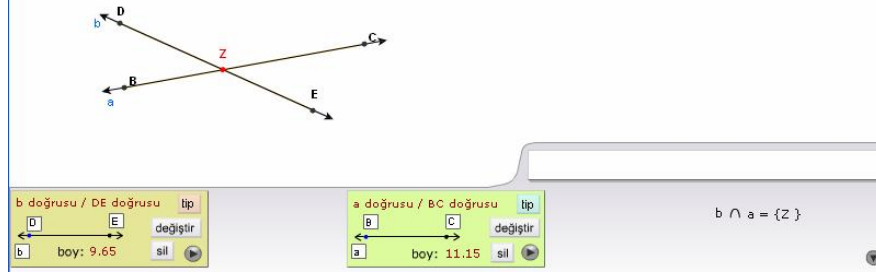 D
b
C
Z
B
a
E
b doğrusu / DE doğrusu tip
D E
değiştir
b boy: 9.65 sil
a doğrusu / BC doğrusu tip
B C
değiştir
a boy: 11.15 sil
b ∩ a = {Z }